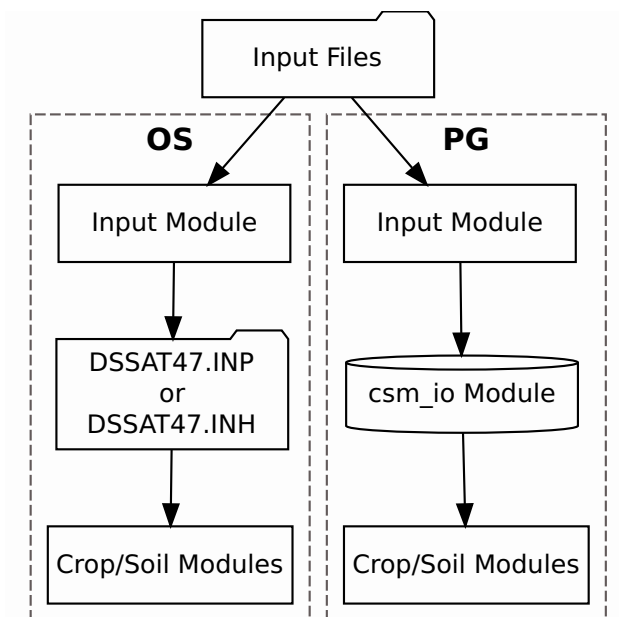 Input Files
OS
Input Module
DSSAT47.INP
or
DSSAT47.INH
Crop/Soil Modules
PG
Input Module
csm_io Module
Crop/Soil Modules